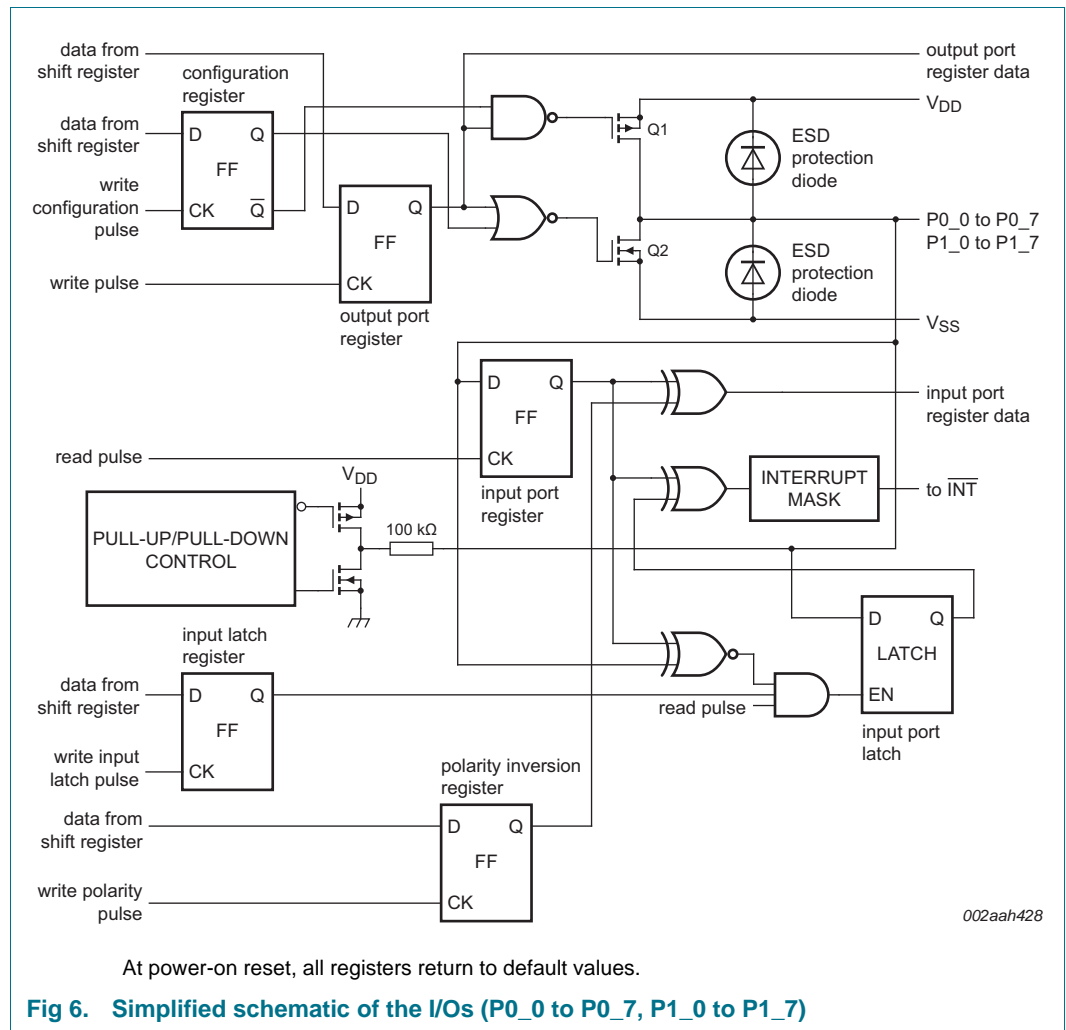 data from
shift register
configuration
register
output port
register data
data from
shift register
D
Q
FF
write
configuration
pulse
CK
Q̅
Q1
VDD
ESD
protection
diode
D
Q
FF
CK
write pulse
output port
register
Q2
P0_0 to P0_7
P1_0 to P1_7
ESD
protection
diode
VSS
D
Q
FF
CK
read pulse
input port
register
input port
register data
INTERRUPT
MASK
to I̅N̅T̅
VDD
PULL-UP/PULL-DOWN
CONTROL
100 kΩ
D
Q
LATCH
EN
input port
latch
read pulse
input latch
register
data from
shift register
D
Q
FF
write input
latch pulse
CK
polarity inversion
register
data from
shift register
D
Q
FF
write polarity
pulse
CK
002aah428
At power-on reset, all registers return to default values.
Fig 6. Simplified schematic of the I/Os (P0_0 to P0_7, P1_0 to P1_7)